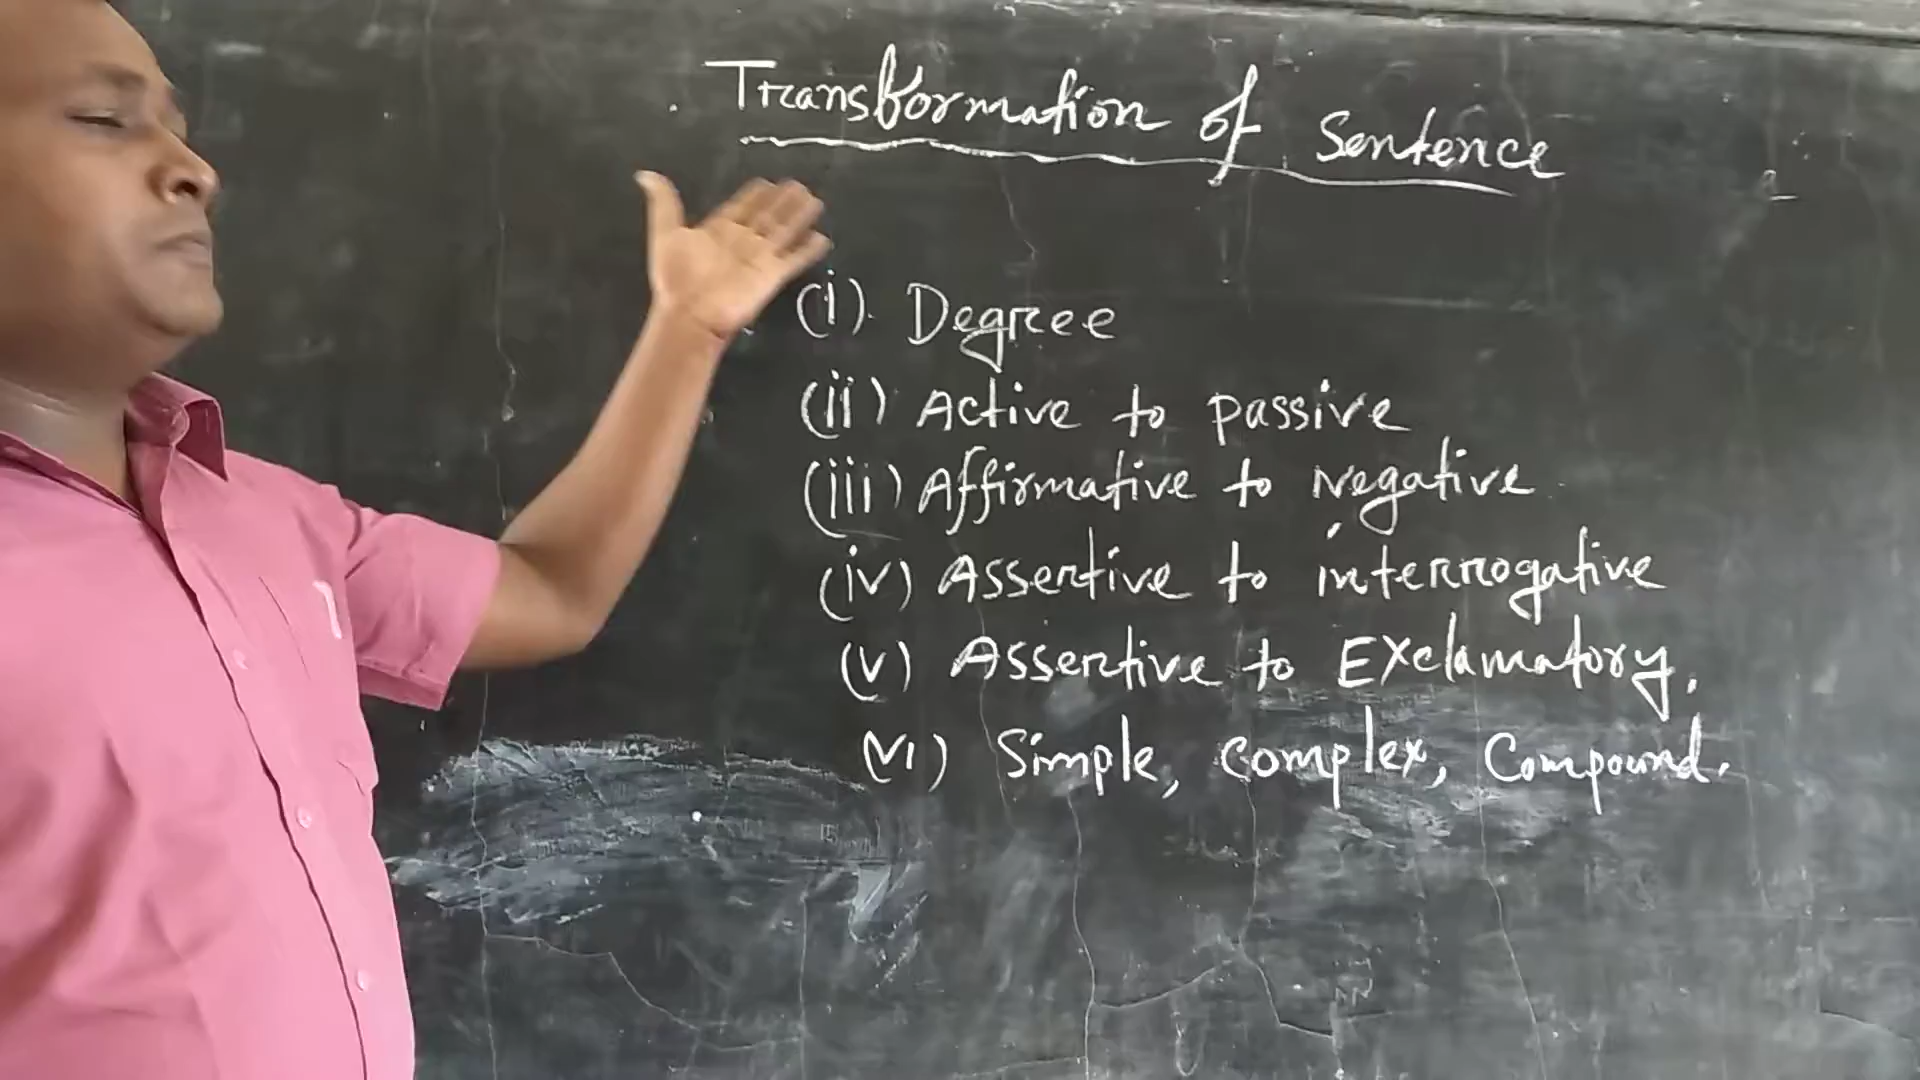 Transformation of Sentence
(i). Degree
(ii) Active to passive
(iii) Affirmative to Negative
(iv) Assertive to interrogative
(v) Assertive to Exclamatory.
(vi) Simple, Complex, Compound.